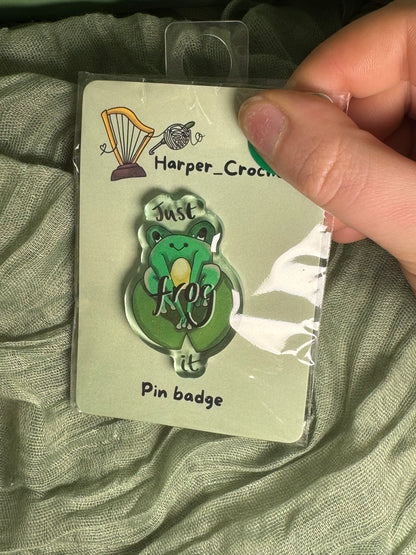 Harper_Croch
Just
frog
it
Pin badge